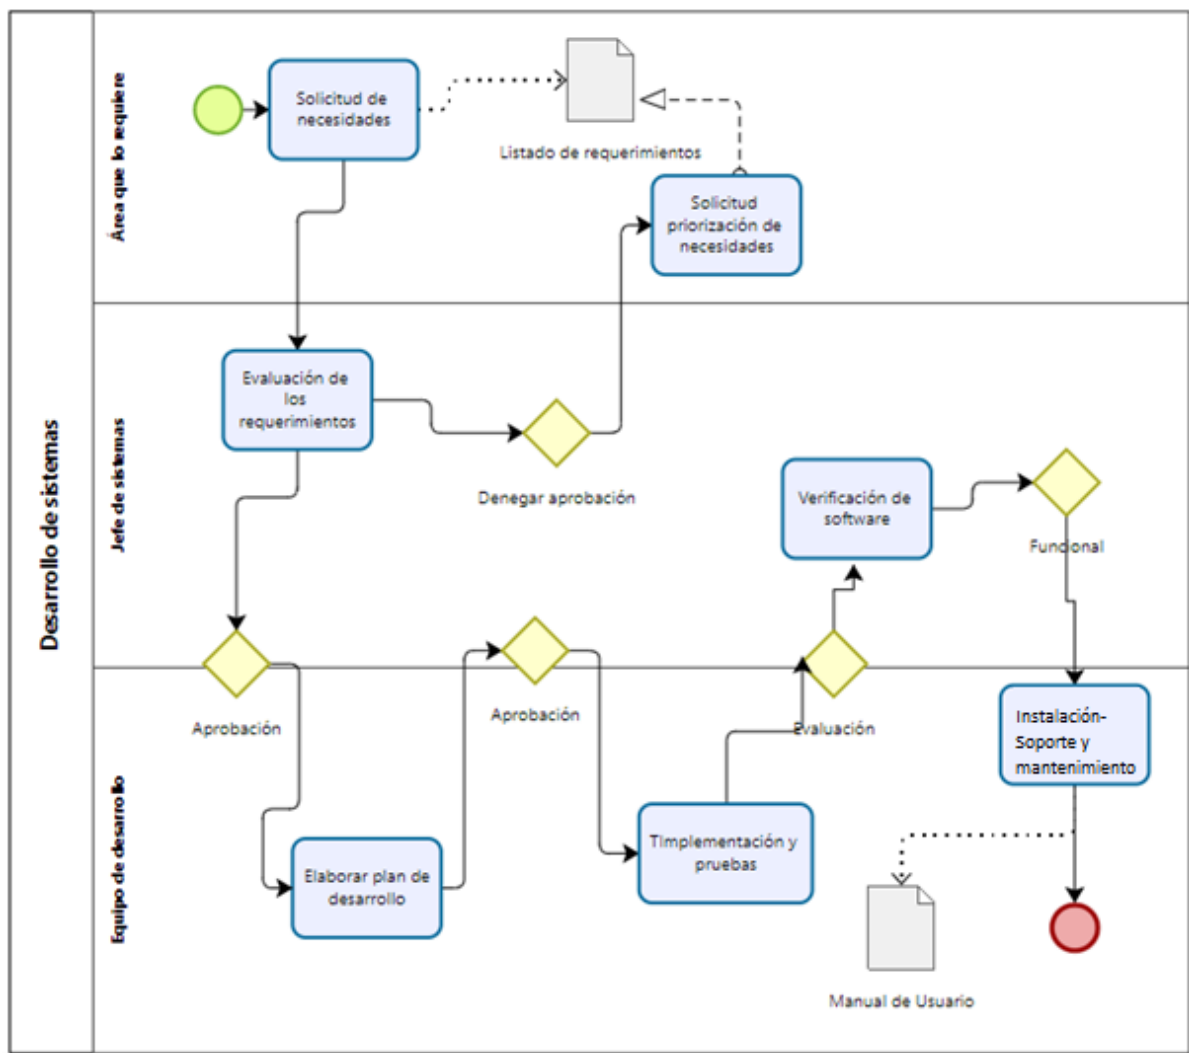 Desarrollo de sistemas
Área que lo requiere
Solicitud de
necesidades
Listado de requerimientos
Solicitud
priorización de
necesidades
Jefe de sistemas
Evaluación de
los
requerimientos
Denegar aprobación
Verificación de
software
Funcional
Aprobación
Aprobación
Evaluación
Equipo de desarrollo
Elaborar plan de
desarrollo
TImplementación y
pruebas
Instalación-
Soporte y
mantenimiento
Manual de Usuario